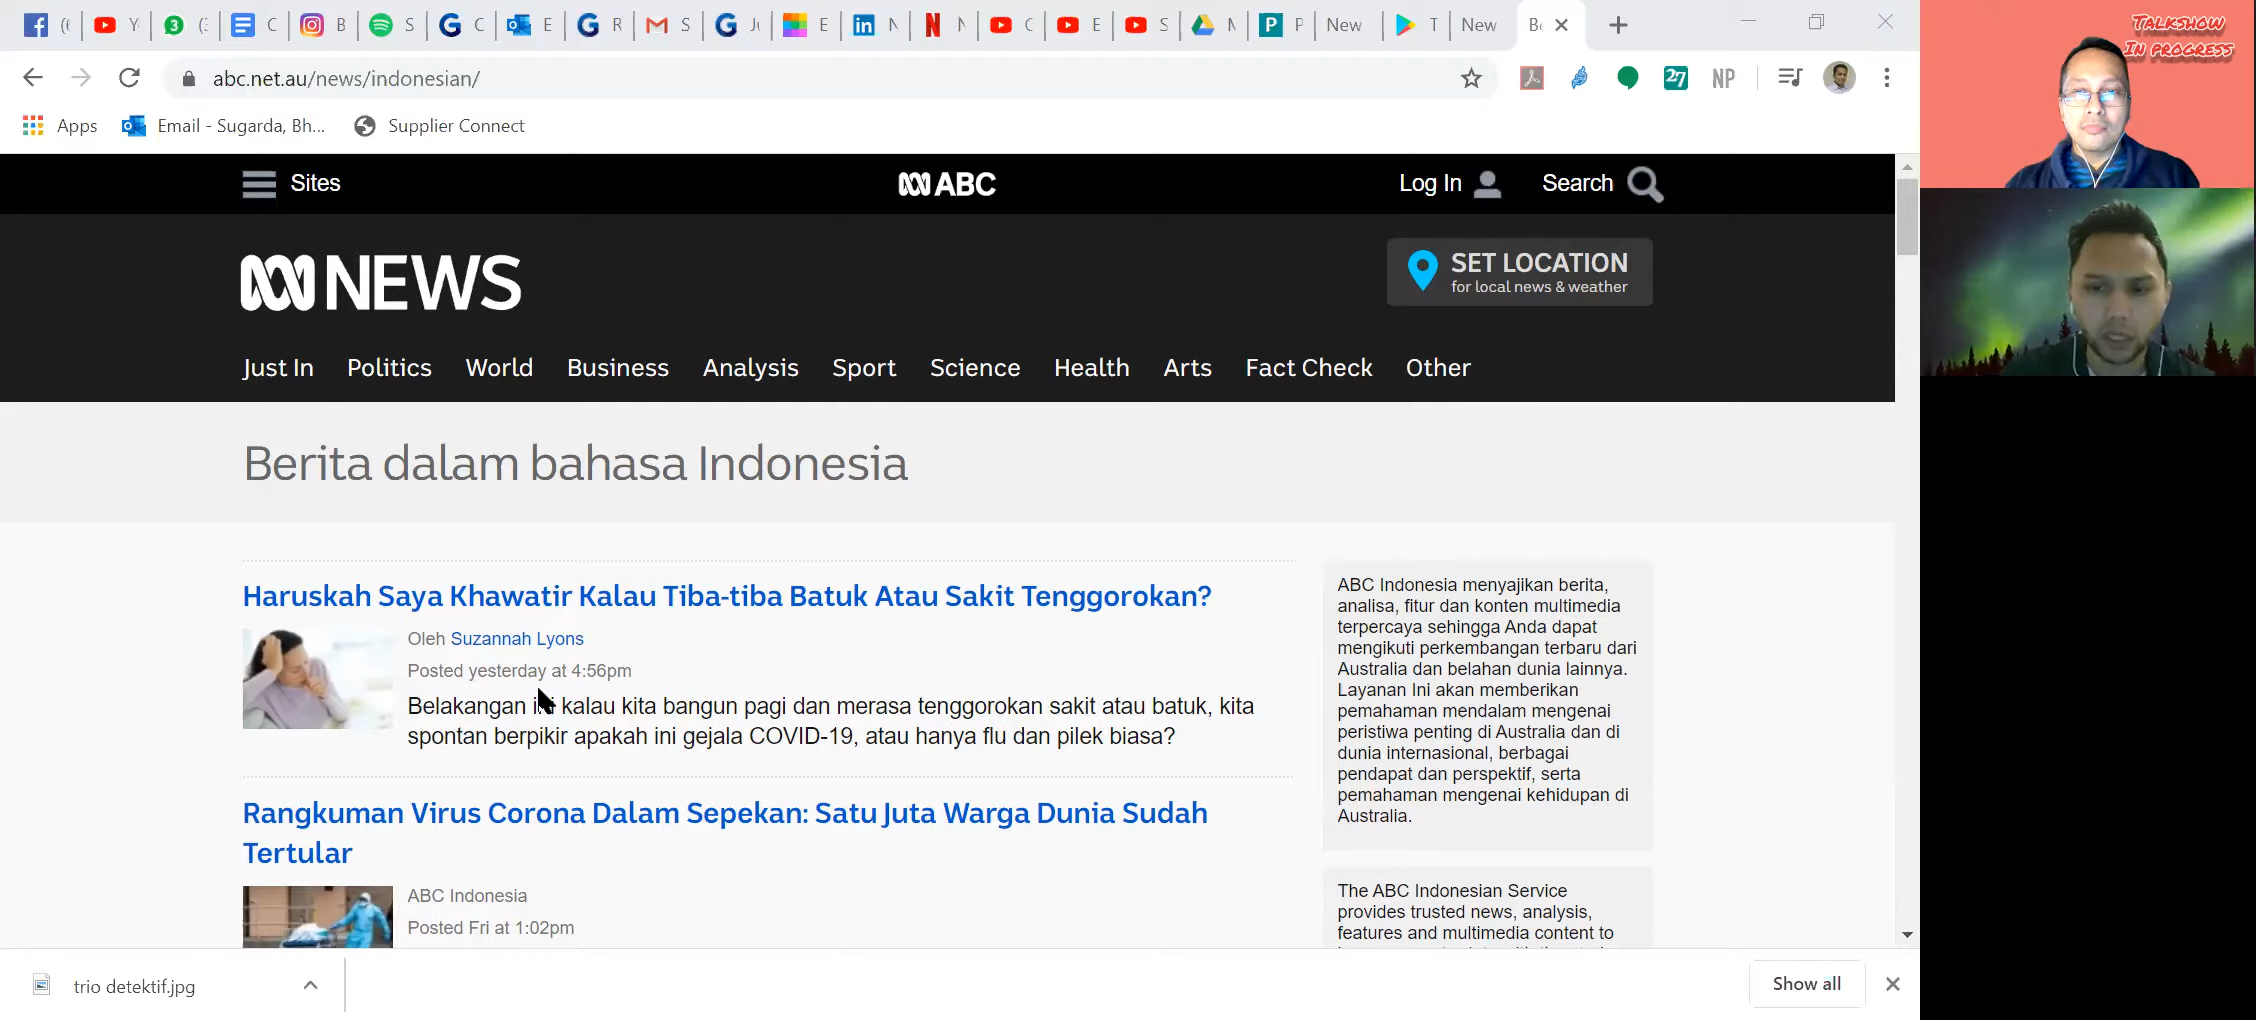 abc.net.au/news/indonesian/
Apps
Email - Sugarda, Bh...
Supplier Connect
NP
27
TALKSHOW
IN PROGRESS
Sites
ABC
Log In
Search
NEWS
SET LOCATION
for local news & weather
Just In Politics World Business Analysis Sport Science Health Arts Fact Check Other
Berita dalam bahasa Indonesia
Haruskah Saya Khawatir Kalau Tiba-tiba Batuk Atau Sakit Tenggorokan?
Oleh Suzannah Lyons
Posted yesterday at 4:56pm
Belakangan ini kalau kita bangun pagi dan merasa tenggorokan sakit atau batuk, kita
spontan berpikir apakah ini gejala COVID-19, atau hanya flu dan pilek biasa?
Rangkuman Virus Corona Dalam Sepekan: Satu Juta Warga Dunia Sudah
Tertular
ABC Indonesia
Posted Fri at 1:02pm
ABC Indonesia menyajikan berita,
analisa, fitur dan konten multimedia
terpercaya sehingga Anda dapat
mengikuti perkembangan terbaru dari
Australia dan belahan dunia lainnya.
Layanan Ini akan memberikan
pemahaman mendalam mengenai
peristiwa penting di Australia dan di
dunia internasional, berbagai
pendapat dan perspektif, serta
pemahaman mengenai kehidupan di
Australia.
The ABC Indonesian Service
provides trusted news, analysis,
features and multimedia content to
trio detektif.jpg
Show all